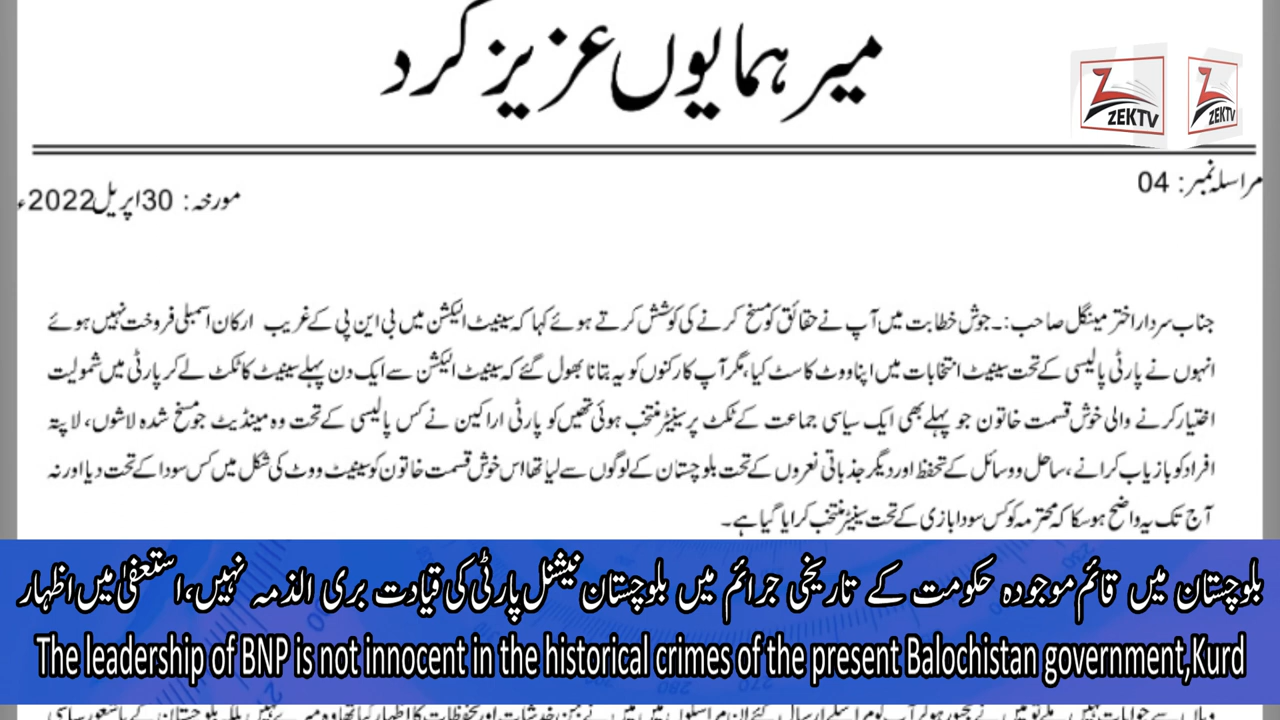 میر ہمایوں عزیز کرد
ZEKTV
ZEKTV
مراسلہ نمبر: 04
مورخہ: 30 اپریل 2022ء
جناب سردار اختر مینگل صاحب:۔ جوش خطابت میں آپ نے حقائق کو مسخ کرنے کی کوشش کرتے ہوئے کہا کہ سینیٹ الیکشن میں بی این پی کے غریب ارکان اسمبلی فروخت نہیں ہوئے
انہوں نے پارٹی پالیسی کے تحت سینیٹ انتخابات میں اپنا ووٹ کاسٹ کیا، مگر آپ کارکنوں کو یہ بتانا بھول گئے کہ سینیٹ الیکشن سے ایک دن پہلے سینیٹ کا ٹکٹ لے کر پارٹی میں شمولیت
اختیار کرنے والی خوش قسمت خاتون جو پہلے بھی ایک سیاسی جماعت کے ٹکٹ پر سینیٹر منتخب ہوئی تھیں کو پارٹی اراکین نے کس پالیسی کے تحت وہ مینڈیٹ جو مسخ شدہ لاشوں، لاپتہ
افراد کو بازیاب کرانے، ساحل و وسائل کے تحفظ اور دیگر جذباتی نعروں کے تحت بلوچستان کے لوگوں سے لیا تھا اس خوش قسمت خاتون کو سینیٹ ووٹ کی شکل میں کس سودا کے تحت دیا اور نہ
آج تک یہ واضح ہوسکا کہ محترمہ کو کس سودا بازی کے تحت سینیٹر منتخب کرایا گیا ہے۔
بلوچستان میں قائم موجودہ حکومت کے تاریخی جرائم میں بلوچستان نیشنل پارٹی کی قیادت بری الذمہ نہیں، استعفیٰ میں اظہار
The leadership of BNP is not innocent in the historical crimes of the present Balochistan government,Kurd